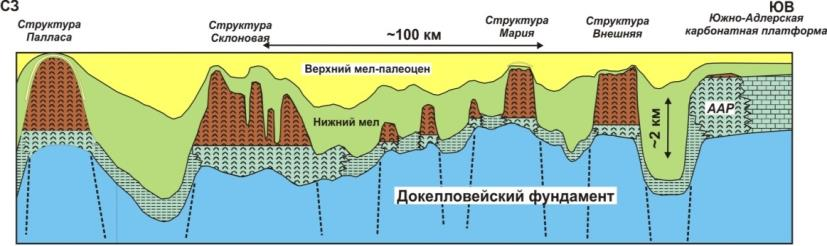 СЗ
ЮВ
Структура
Палласа
Структура
Склоновая
~100 км
Структура
Мария
Структура
Внешняя
Южно-Адлерская
карбонатная платформа
Верхний мел-палеоцен
Нижний мел
ААР
~2 км
Докелловейский фундамент